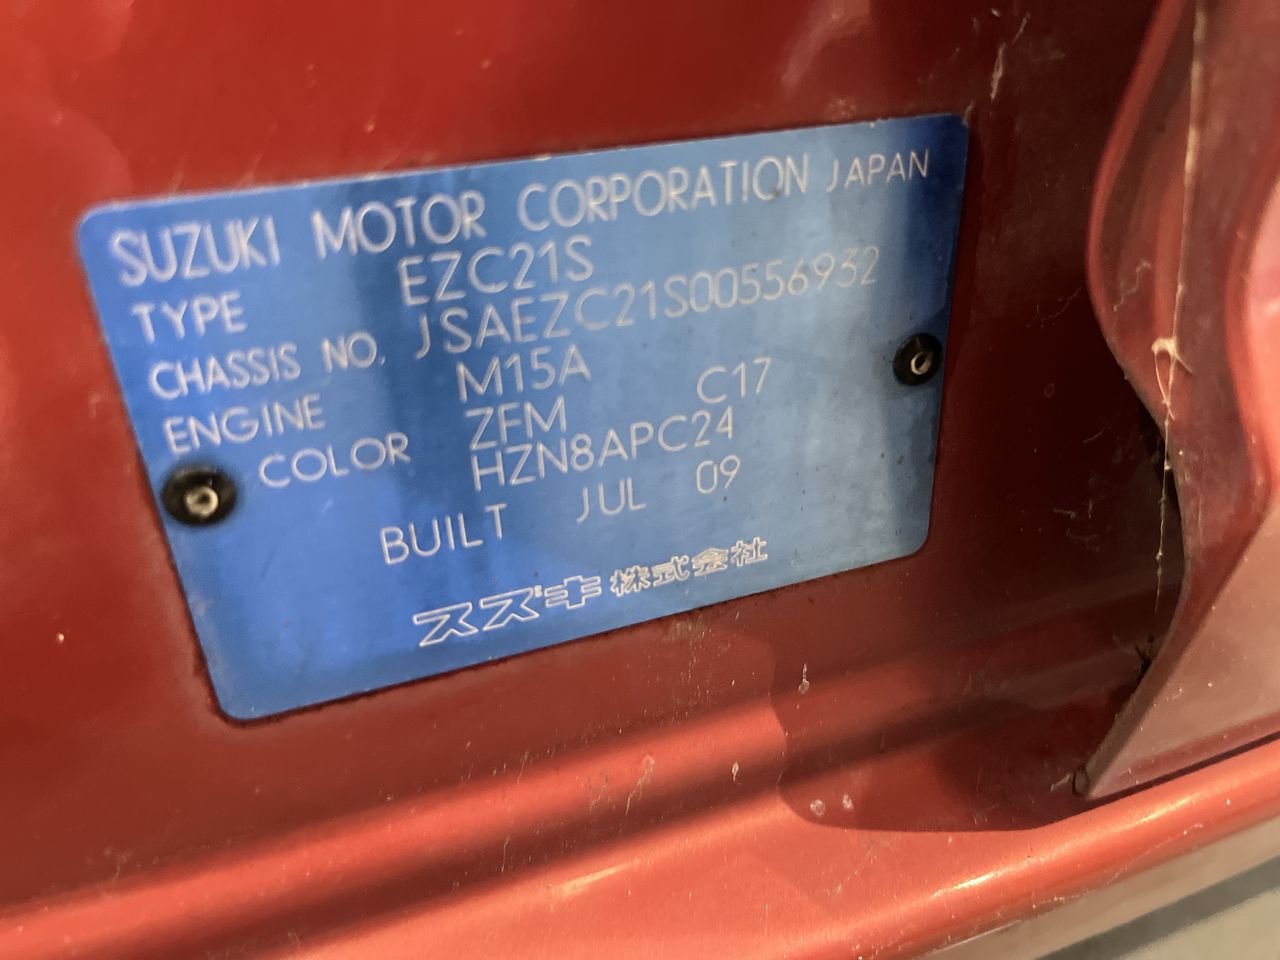 SUZUKI MOTOR CORPORATION JAPAN
TYPE EZC21S
CHASSIS NO. JSAEZC21S00556932
ENGINE M15A
COLOR ZFM C17
HZN8APC24
BUILT JUL 09
スズキ株式会社